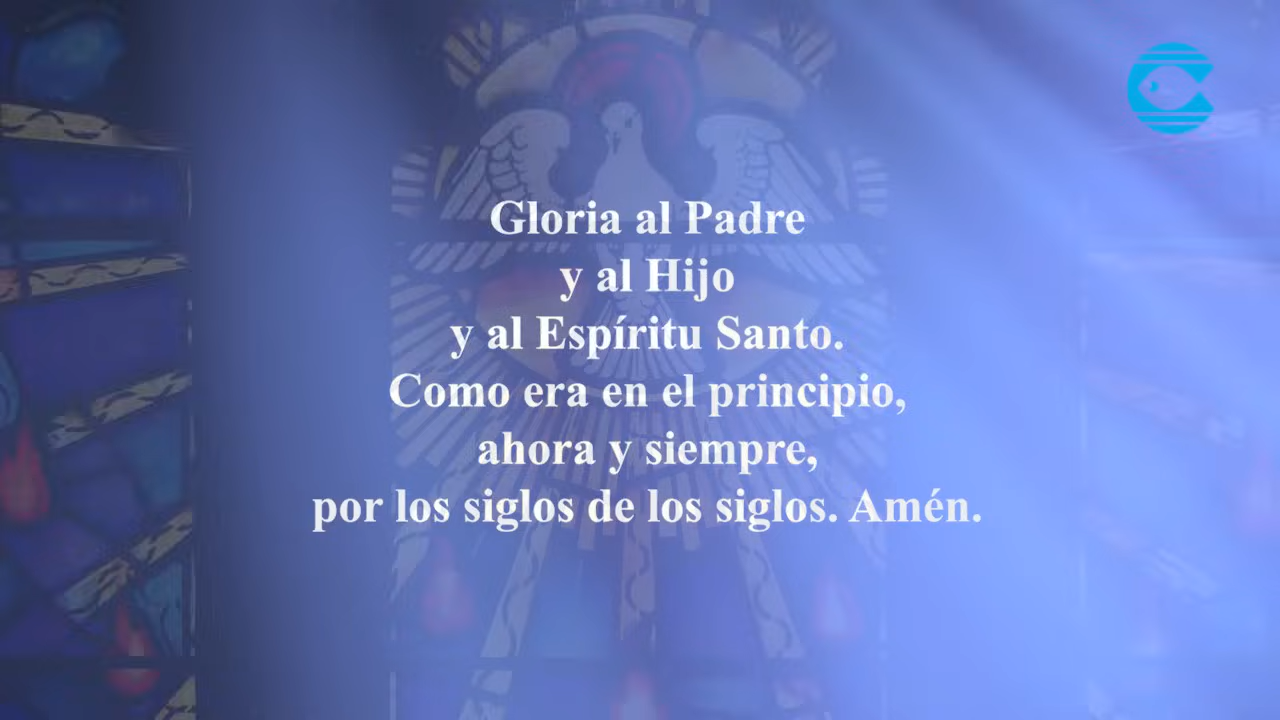 Gloria al Padre
y al Hijo
y al Espíritu Santo.
Como era en el principio,
ahora y siempre,
por los siglos de los siglos. Amén.